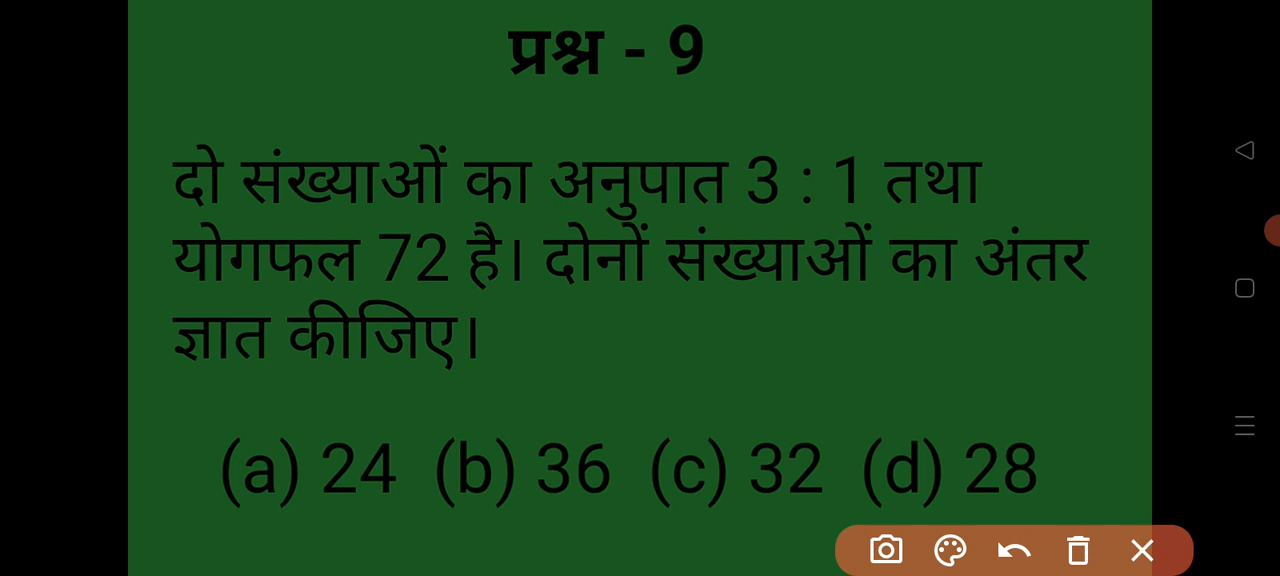 प्रश्न - 9
दो संख्याओं का अनुपात 3 : 1 तथा
योगफल 72 है। दोनों संख्याओं का अंतर
ज्ञात कीजिए।
(a) 24 (b) 36 (c) 32 (d) 28